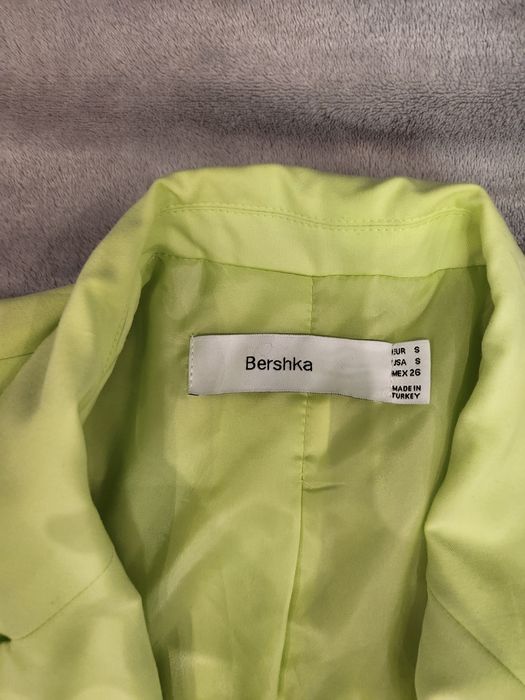 Bershka
EUR S
USA S
MEX 26
MADE IN
TURKEY